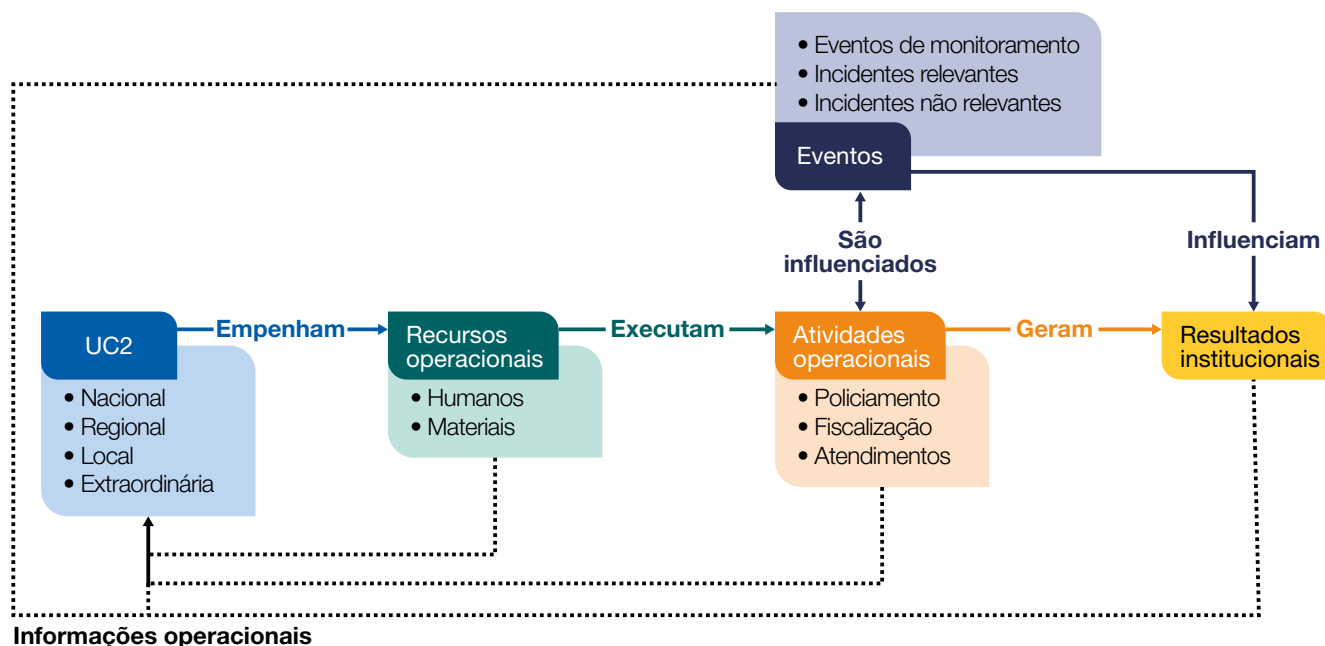 • Eventos de monitoramento
• Incidentes relevantes
• Incidentes não relevantes
Eventos
São
influenciados
Influenciam
UC2
Empenham
Recursos
operacionais
Executam
Atividades
operacionais
Geram
Resultados
institucionais
• Nacional
• Regional
• Local
• Extraordinária
• Humanos
• Materiais
• Policiamento
• Fiscalização
• Atendimentos
Informações operacionais